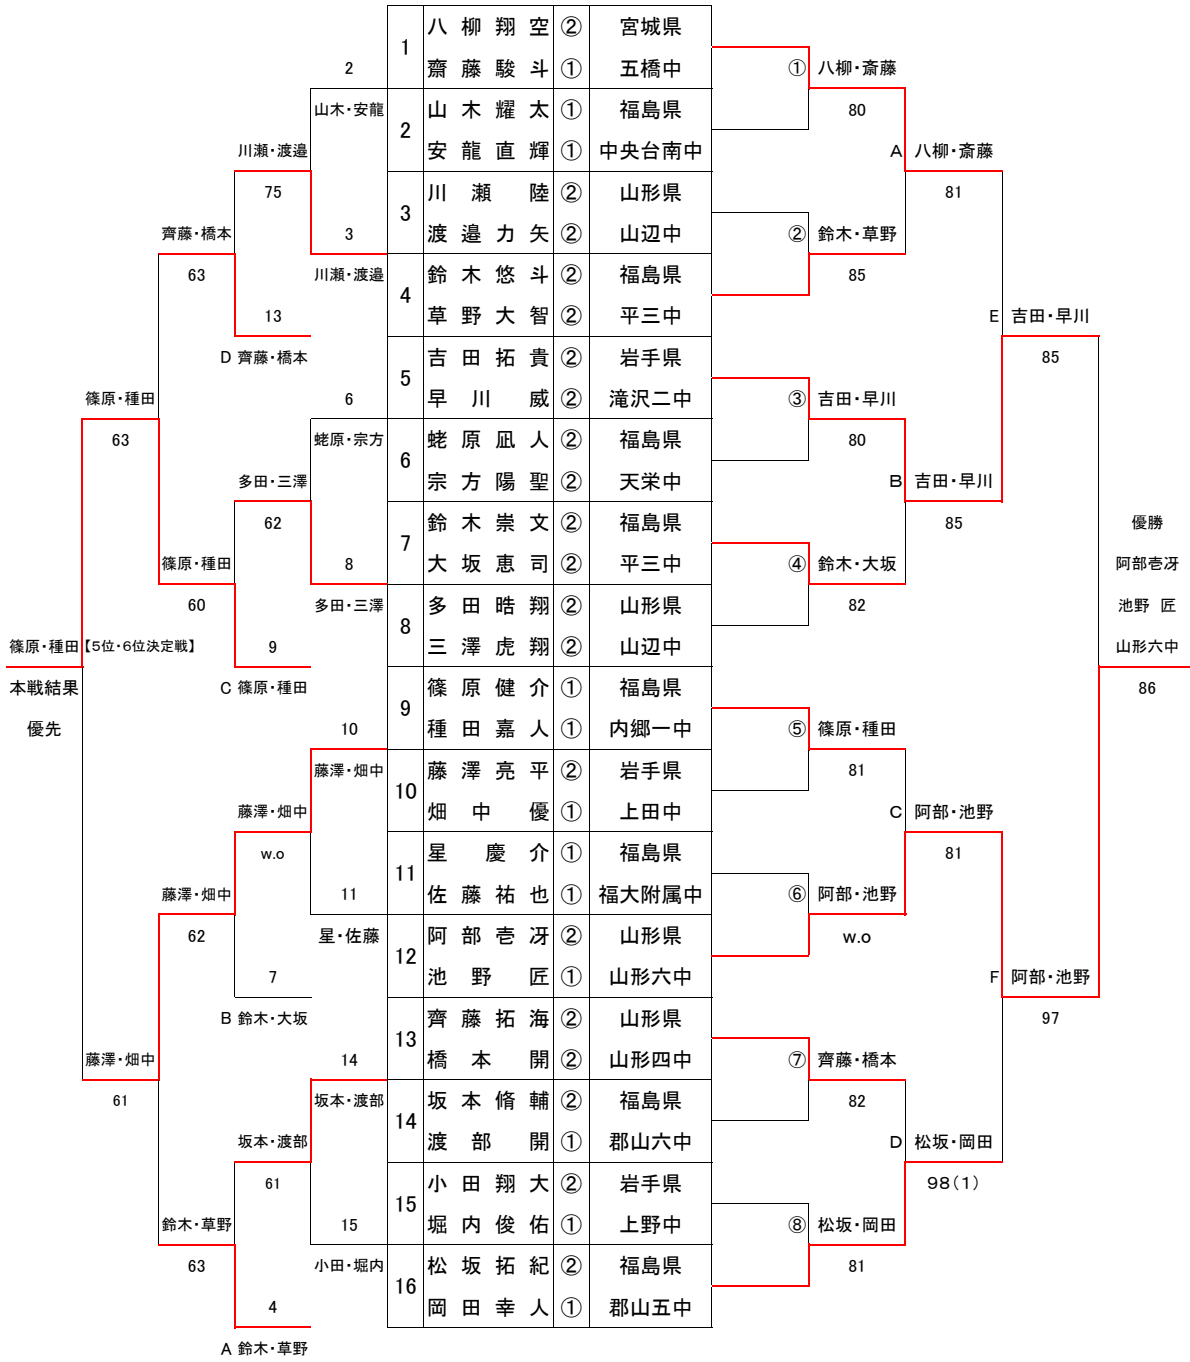 1 八柳翔空 ② 宮城県
齋藤駿斗 ① 五橋中
2 山木耀太 ① 福島県
安龍直輝 ① 中央台南中
3 川瀬陸 ② 山形県
渡邉力矢 ② 山辺中
4 鈴木悠斗 ② 福島県
草野大智 ② 平三中
5 吉田拓貴 ② 岩手県
早川威 ② 滝沢二中
6 蛯原凪人 ② 福島県
宗方陽聖 ② 天栄中
7 鈴木崇文 ② 福島県
大坂恵司 ② 平三中
8 多田晧翔 ② 山形県
三澤虎翔 ② 山辺中
9 篠原健介 ① 福島県
種田嘉人 ① 内郷一中
10 藤澤亮平 ② 岩手県
畑中優 ① 上田中
11 星慶介 ① 福島県
佐藤祐也 ① 福大附属中
12 阿部壱冴 ② 山形県
池野匠 ① 山形六中
13 齊藤拓海 ② 山形県
橋本開 ② 山形四中
14 坂本脩輔 ② 福島県
渡部開 ① 郡山六中
15 小田翔大 ② 岩手県
堀内俊佑 ① 上野中
16 松坂拓紀 ② 福島県
岡田幸人 ① 郡山五中
① 八柳・斎藤
80
② 鈴木・草野
85
③ 吉田・早川
80
④ 鈴木・大坂
82
⑤ 篠原・種田
81
⑥ 阿部・池野
w.o
⑦ 齊藤・橋本
82
⑧ 松坂・岡田
81
A 八柳・斎藤
81
B 吉田・早川
85
C 阿部・池野
81
D 松坂・岡田
98(1)
E 吉田・早川
85
F 阿部・池野
97
優勝
阿部壱冴
池野 匠
山形六中
86
2
山木・安龍
3
川瀬・渡邉
川瀬・渡邉
75
13
D 齊藤・橋本
齊藤・橋本
63
6
蛯原・宗方
8
多田・三澤
多田・三澤
62
9
C 篠原・種田
篠原・種田
60
篠原・種田
63
10
藤澤・畑中
11
星・佐藤
藤澤・畑中
w.o
7
B 鈴木・大坂
藤澤・畑中
62
14
坂本・渡部
15
小田・堀内
坂本・渡部
61
4
A 鈴木・草野
鈴木・草野
63
藤澤・畑中
61
篠原・種田【5位・6位決定戦】
本戦結果
優先